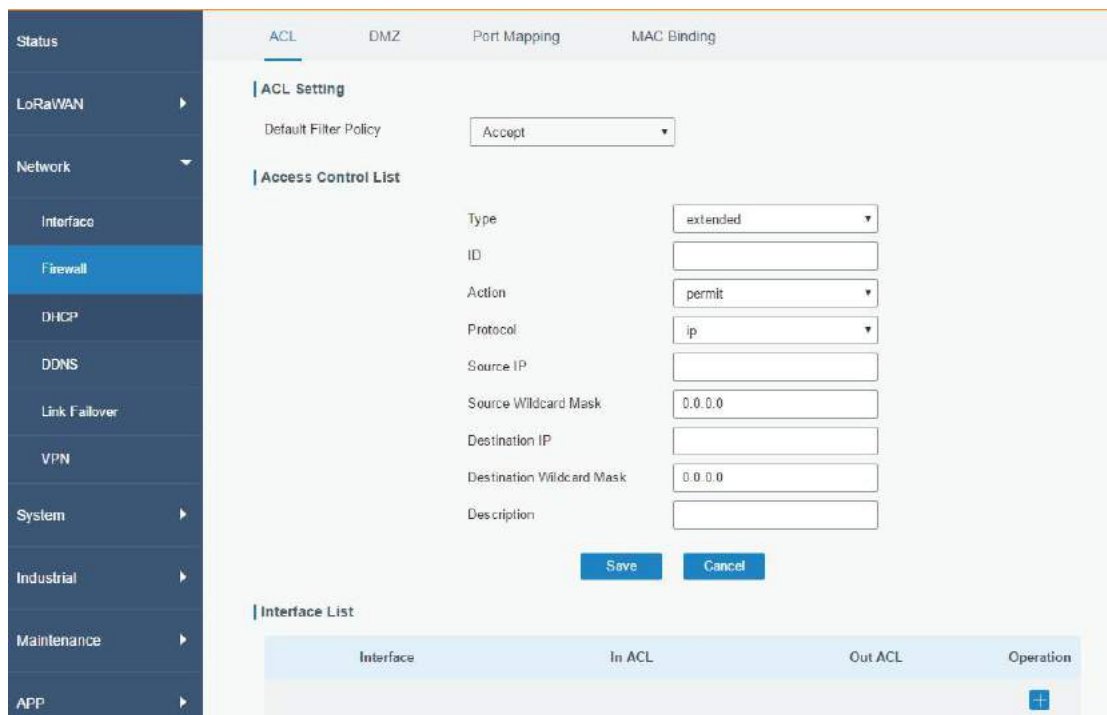 Status
LoRaWAN
Network
Interface
Firewall
DHCP
DDNS
Link Failover
VPN
System
Industrial
Maintenance
APP
ACL DMZ Port Mapping MAC Binding
ACL Setting
Default Filter Policy Accept
Access Control List
Type extended
ID
Action permit
Protocol ip
Source IP
Source Wildcard Mask 0.0.0.0
Destination IP
Destination Wildcard Mask 0.0.0.0
Description
Save Cancel
Interface List
Interface In ACL Out ACL Operation